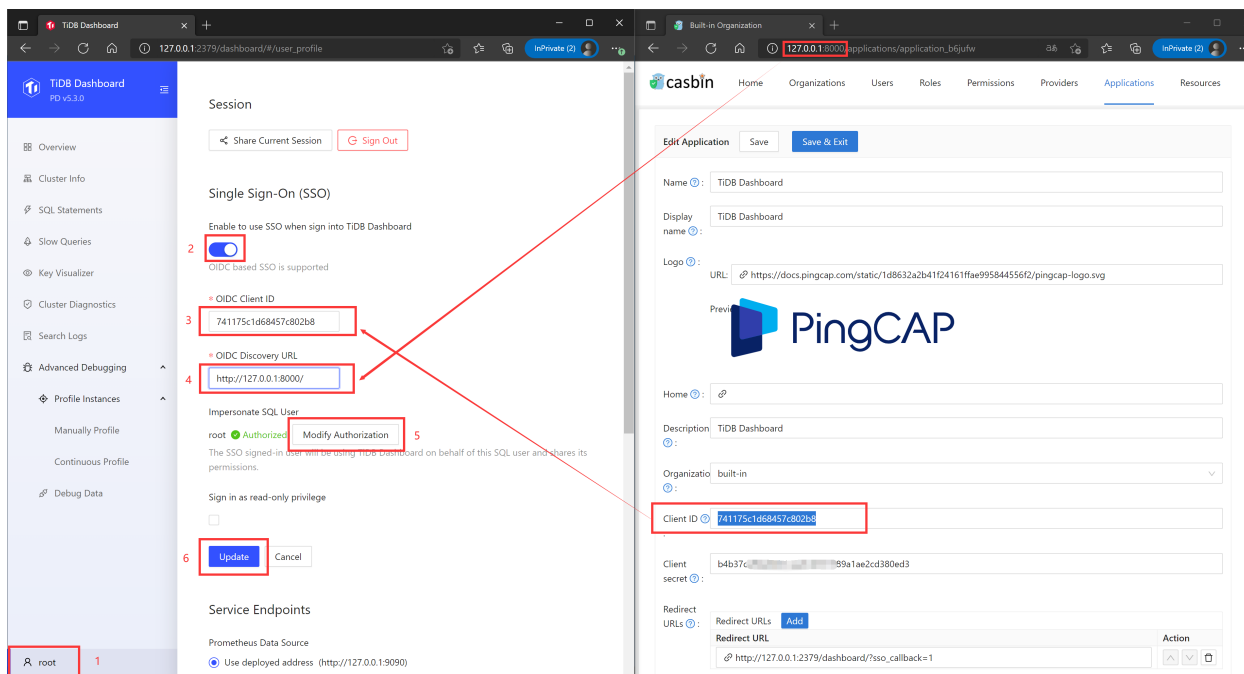 TiDB Dashboard
127.0.0.1:2379/dashboard/#/user_profile
InPrivate (2)
TiDB Dashboard
PD v5.3.0
Overview
Cluster Info
SQL Statements
Slow Queries
Key Visualizer
Cluster Diagnostics
Search Logs
Advanced Debugging
Profile Instances
Manually Profile
Continuous Profile
Debug Data
root
1
Session
Share Current Session
Sign Out
Single Sign-On (SSO)
Enable to use SSO when sign into TiDB Dashboard
2
OIDC based SSO is supported
* OIDC Client ID
3
741175c1d68457c802b8
* OIDC Discovery URL
4
http://127.0.0.1:8000/
Impersonate SQL User
root Authorized Modify Authorization
5
The SSO signed-in user will be using TiDB Dashboard on behalf of this SQL user and shares its
permissions.
Sign in as read-only privilege
6
Update Cancel
Service Endpoints
Prometheus Data Source
Use deployed address (http://127.0.0.1:9090)
Built-in Organization
127.0.0.1:8000/applications/application_b6jufw
InPrivate (2)
casbin
Home Organizations Users Roles Permissions Providers Applications Resources
Edit Application Save Save & Exit
Name : TiDB Dashboard
Display
name :
TiDB Dashboard
Logo :
URL: https://docs.pingcap.com/static/1d8632a2b41f24161ffae995844556f2/pingcap-logo.svg
PingCAP
Home :
Description
:
TiDB Dashboard
Organizatio
:
built-in
Client ID
:
741175c1d68457c802b8
Client
secret :
Redirect
URLs :
Redirect URLs Add
Redirect URL Action
http://127.0.0.1:2379/dashboard/?sso_callback=1